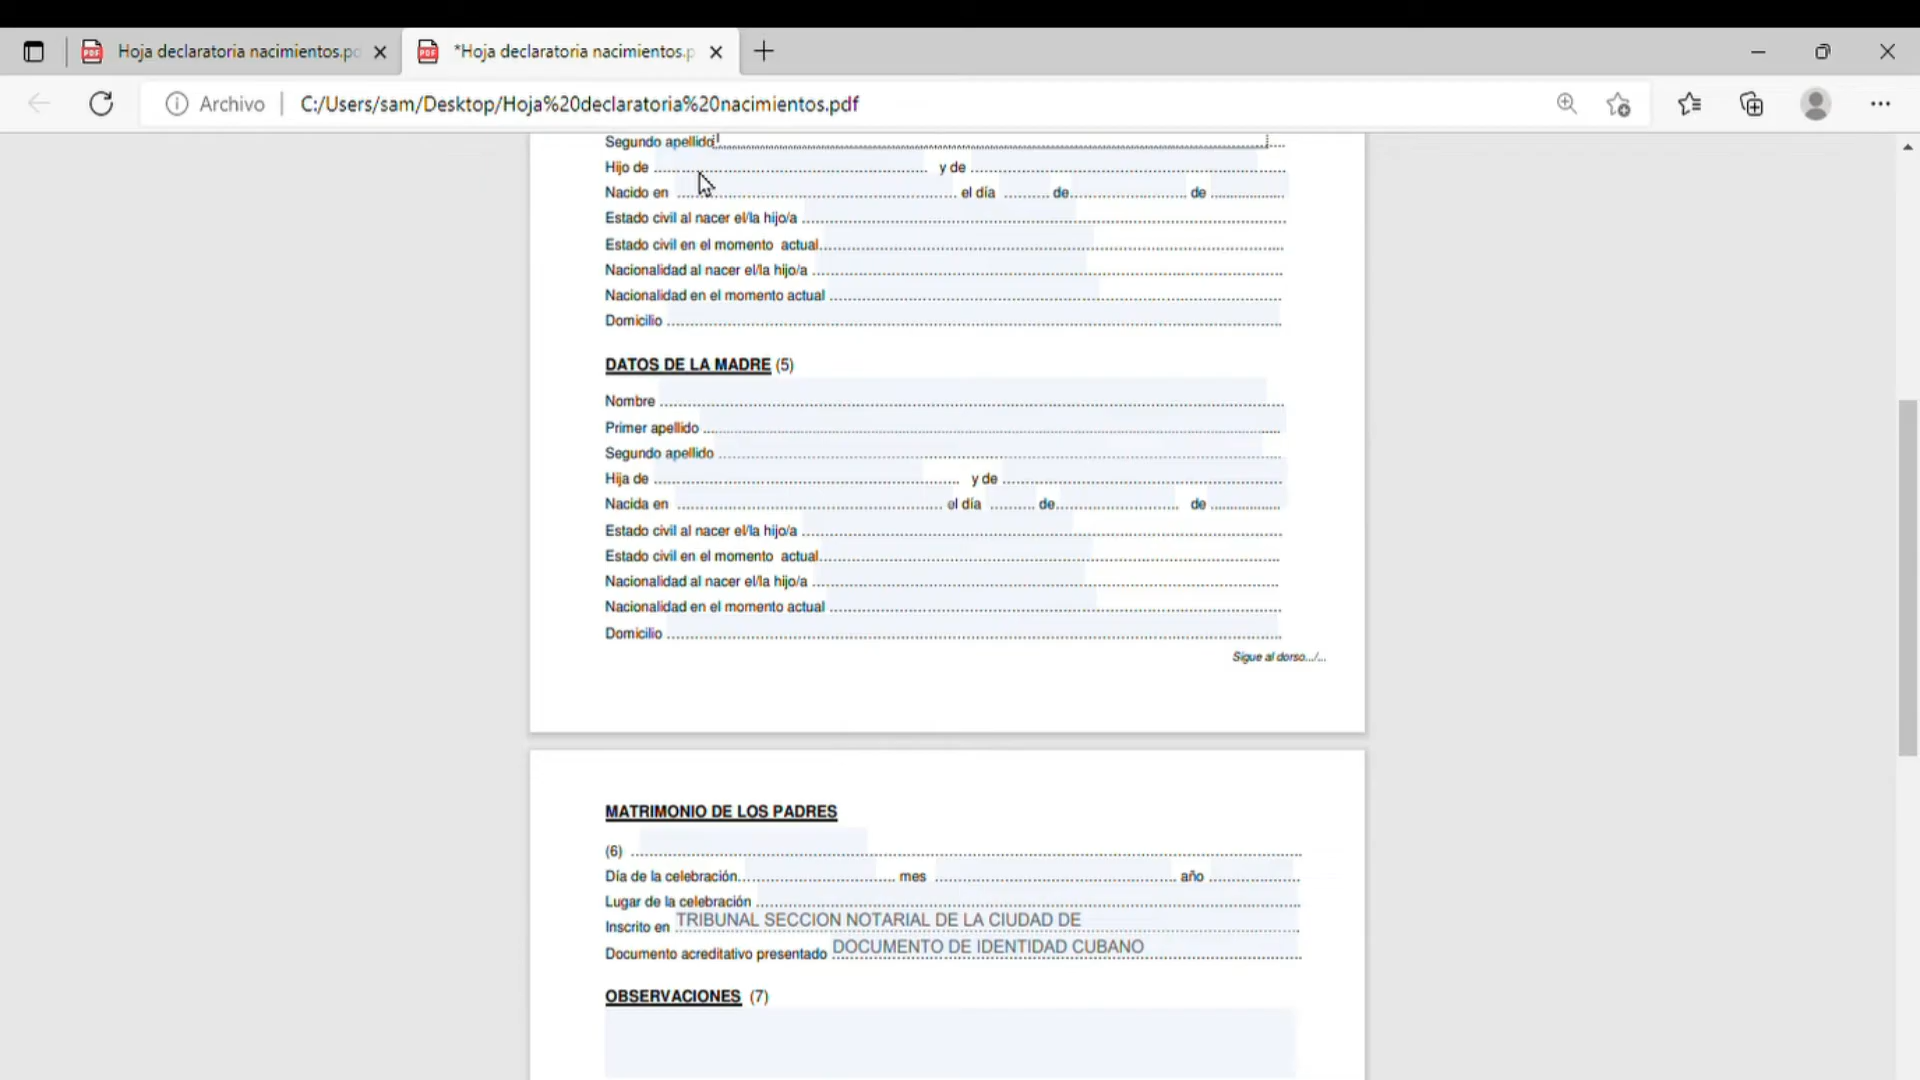 Hoja declaratoria nacimientos.pd
*Hoja declaratoria nacimientos.p
Archivo C:/Users/sam/Desktop/Hoja%20declaratoria%20nacimientos.pdf
Segundo apellido
Hijo de y de
Nacido en el día de de
Estado civil al nacer el/la hijo/a
Estado civil en el momento actual
Nacionalidad al nacer el/la hijo/a
Nacionalidad en el momento actual
Domicilio
DATOS DE LA MADRE (5)
Nombre
Primer apellido
Segundo apellido
Hija de y de
Nacida en el día de de
Estado civil al nacer el/la hijo/a
Estado civil en el momento actual
Nacionalidad al nacer el/la hijo/a
Nacionalidad en el momento actual
Domicilio
Sigue al dorso.../...
MATRIMONIO DE LOS PADRES
(6)
Día de la celebración mes año
Lugar de la celebración
Inscrito en TRIBUNAL SECCION NOTARIAL DE LA CIUDAD DE
Documento acreditativo presentado DOCUMENTO DE IDENTIDAD CUBANO
OBSERVACIONES (7)